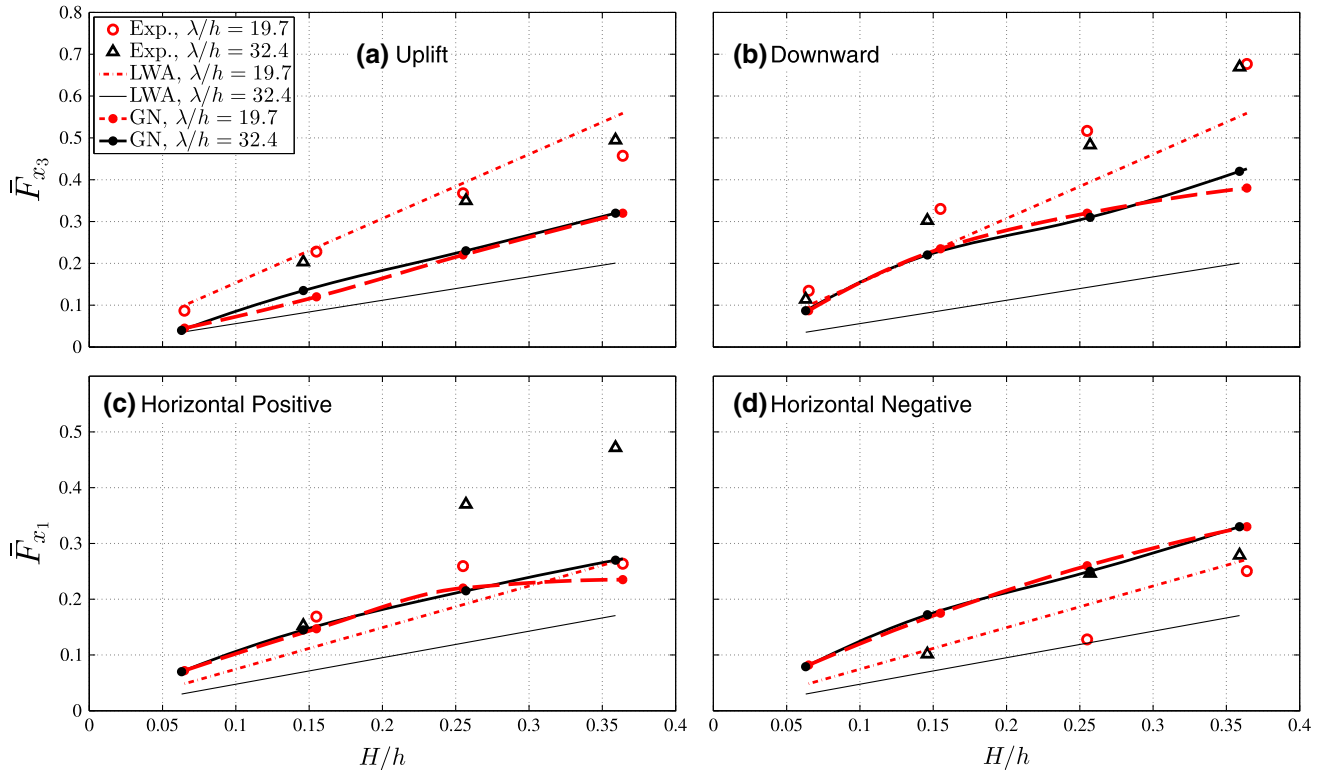 0.8
0.7
0.6
0.5
0.4
0.3
0.2
0.1
0
F̿x₃
Exp., λ/h = 19.7
Exp., λ/h = 32.4
LWA, λ/h = 19.7
LWA, λ/h = 32.4
GN, λ/h = 19.7
GN, λ/h = 32.4
(a) Uplift
(b) Downward
0.5
0.4
0.3
0.2
0.1
0
F̿x₁
(c) Horizontal Positive
(d) Horizontal Negative
0 0.05 0.1 0.15 0.2 0.25 0.3 0.35 0.4
0 0.05 0.1 0.15 0.2 0.25 0.3 0.35 0.4
H/h
H/h